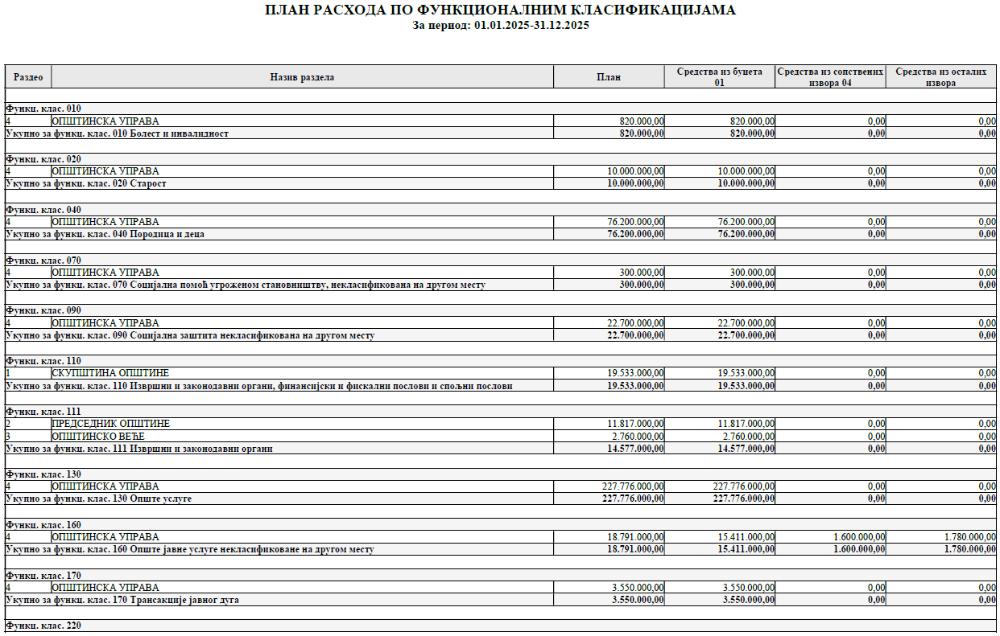 ПЛАН РАСХОДА ПО ФУНКЦИОНАЛНИМ КЛАСИФИКАЦИЈАМА
За период: 01.01.2025-31.12.2025
Раздео Назив раздела План Средства из буџета 01 Средства из сопствених извора 04 Средства из осталих извора
Функц. клас. 010
4 ОПШТИНСКА УПРАВА 820.000,00 820.000,00 0,00 0,00
Укупно за функц. клас. 010 Болест и инвалидност 820.000,00 820.000,00 0,00 0,00
Функц. клас. 020
4 ОПШТИНСКА УПРАВА 10.000.000,00 10.000.000,00 0,00 0,00
Укупно за функц. клас. 020 Старост 10.000.000,00 10.000.000,00 0,00 0,00
Функц. клас. 040
4 ОПШТИНСКА УПРАВА 76.200.000,00 76.200.000,00 0,00 0,00
Укупно за функц. клас. 040 Породица и деца 76.200.000,00 76.200.000,00 0,00 0,00
Функц. клас. 070
4 ОПШТИНСКА УПРАВА 300.000,00 300.000,00 0,00 0,00
Укупно за функц. клас. 070 Социјална помоћ угроженом становништву, некласификована на другом месту 300.000,00 300.000,00 0,00 0,00
Функц. клас. 090
4 ОПШТИНСКА УПРАВА 22.700.000,00 22.700.000,00 0,00 0,00
Укупно за функц. клас. 090 Социјална заштита некласификована на другом месту 22.700.000,00 22.700.000,00 0,00 0,00
Функц. клас. 110
1 СКУПШТИНА ОПШТИНЕ 19.533.000,00 19.533.000,00 0,00 0,00
Укупно за функц. клас. 110 Извршни и законодавни органи, финансијски и фискални послови и спољни послови 19.533.000,00 19.533.000,00 0,00 0,00
Функц. клас. 111
2 ПРЕДСЕДНИК ОПШТИНЕ 11.817.000,00 11.817.000,00 0,00 0,00
3 ОПШТИНСКО ВЕЋЕ 2.760.000,00 2.760.000,00 0,00 0,00
Укупно за функц. клас. 111 Извршни и законодавни органи 14.577.000,00 14.577.000,00 0,00 0,00
Функц. клас. 130
4 ОПШТИНСКА УПРАВА 227.776.000,00 227.776.000,00 0,00 0,00
Укупно за функц. клас. 130 Опште услуге 227.776.000,00 227.776.000,00 0,00 0,00
Функц. клас. 160
4 ОПШТИНСКА УПРАВА 18.791.000,00 15.411.000,00 1.600.000,00 1.780.000,00
Укупно за функц. клас. 160 Опште јавне услуге некласификоване на другом месту 18.791.000,00 15.411.000,00 1.600.000,00 1.780.000,00
Функц. клас. 170
4 ОПШТИНСКА УПРАВА 3.550.000,00 3.550.000,00 0,00 0,00
Укупно за функц. клас. 170 Трансакције јавног дуга 3.550.000,00 3.550.000,00 0,00 0,00
Функц. клас. 220